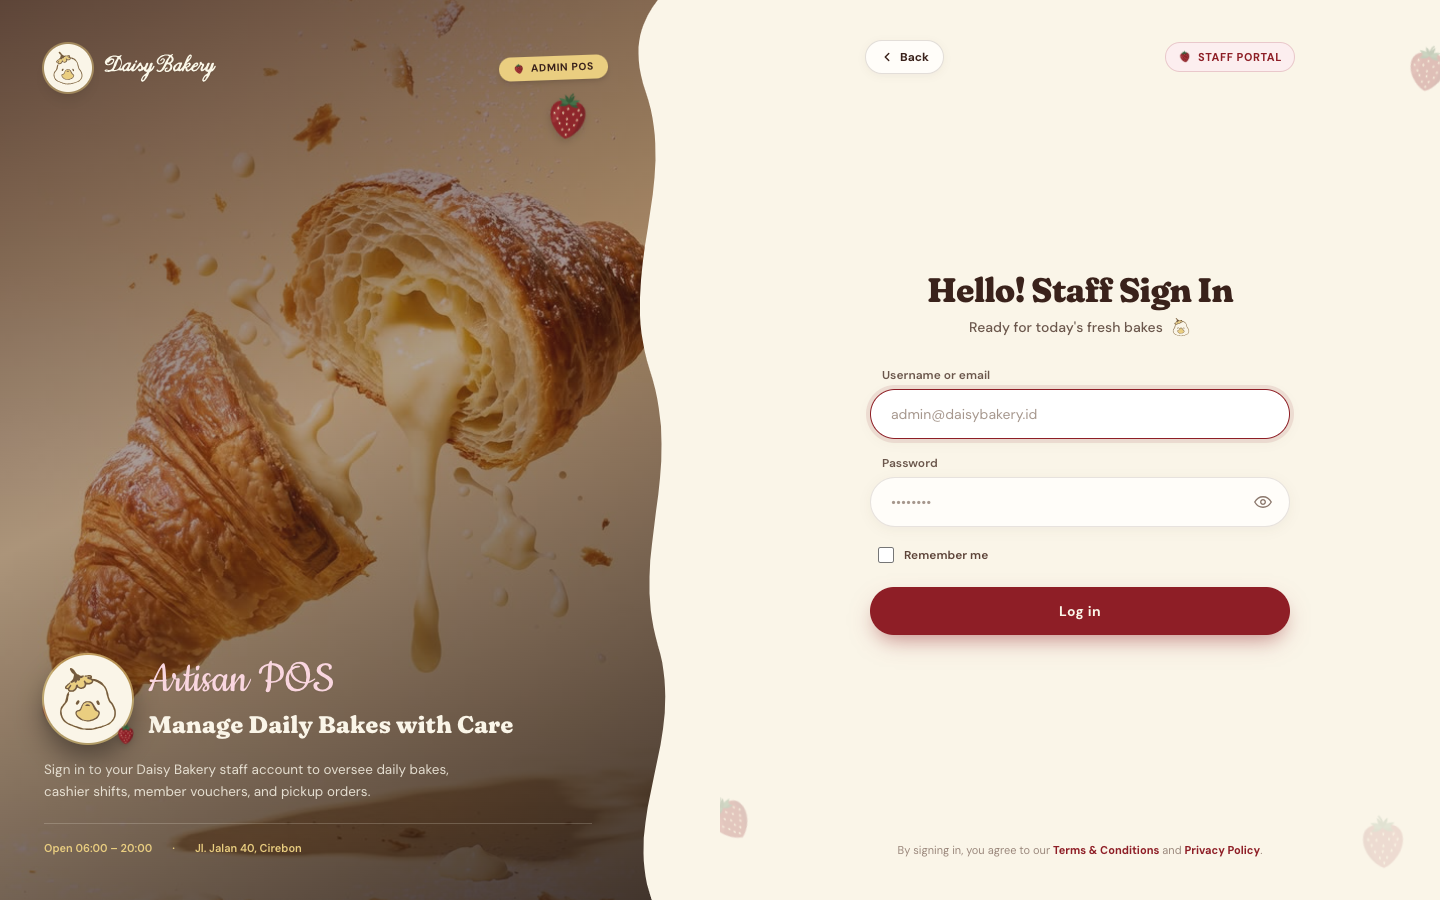 Daisy Bakery
ADMIN POS
Artisan POS
Manage Daily Bakes with Care
Sign in to your Daisy Bakery staff account to oversee daily bakes,
cashier shifts, member vouchers, and pickup orders.
Open 06:00 – 20:00 · Jl. Jalan 40, Cirebon
Back
STAFF PORTAL
Hello! Staff Sign In
Ready for today's fresh bakes
Username or email
admin@daisybakery.id
Password
••••••••
Remember me
Log in
By signing in, you agree to our Terms & Conditions and Privacy Policy.